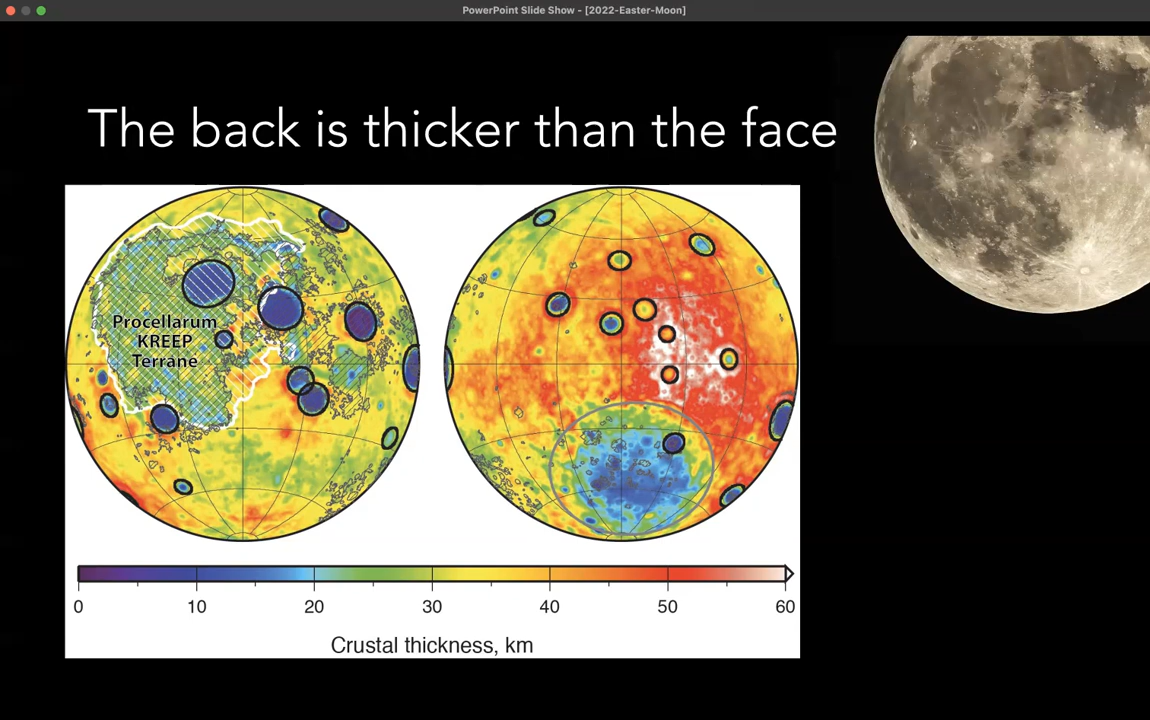 PowerPoint Slide Show - [2022-Easter-Moon]
The back is thicker than the face
Procellarum
KREEP
Terrane
0 10 20 30 40 50 60
Crustal thickness, km